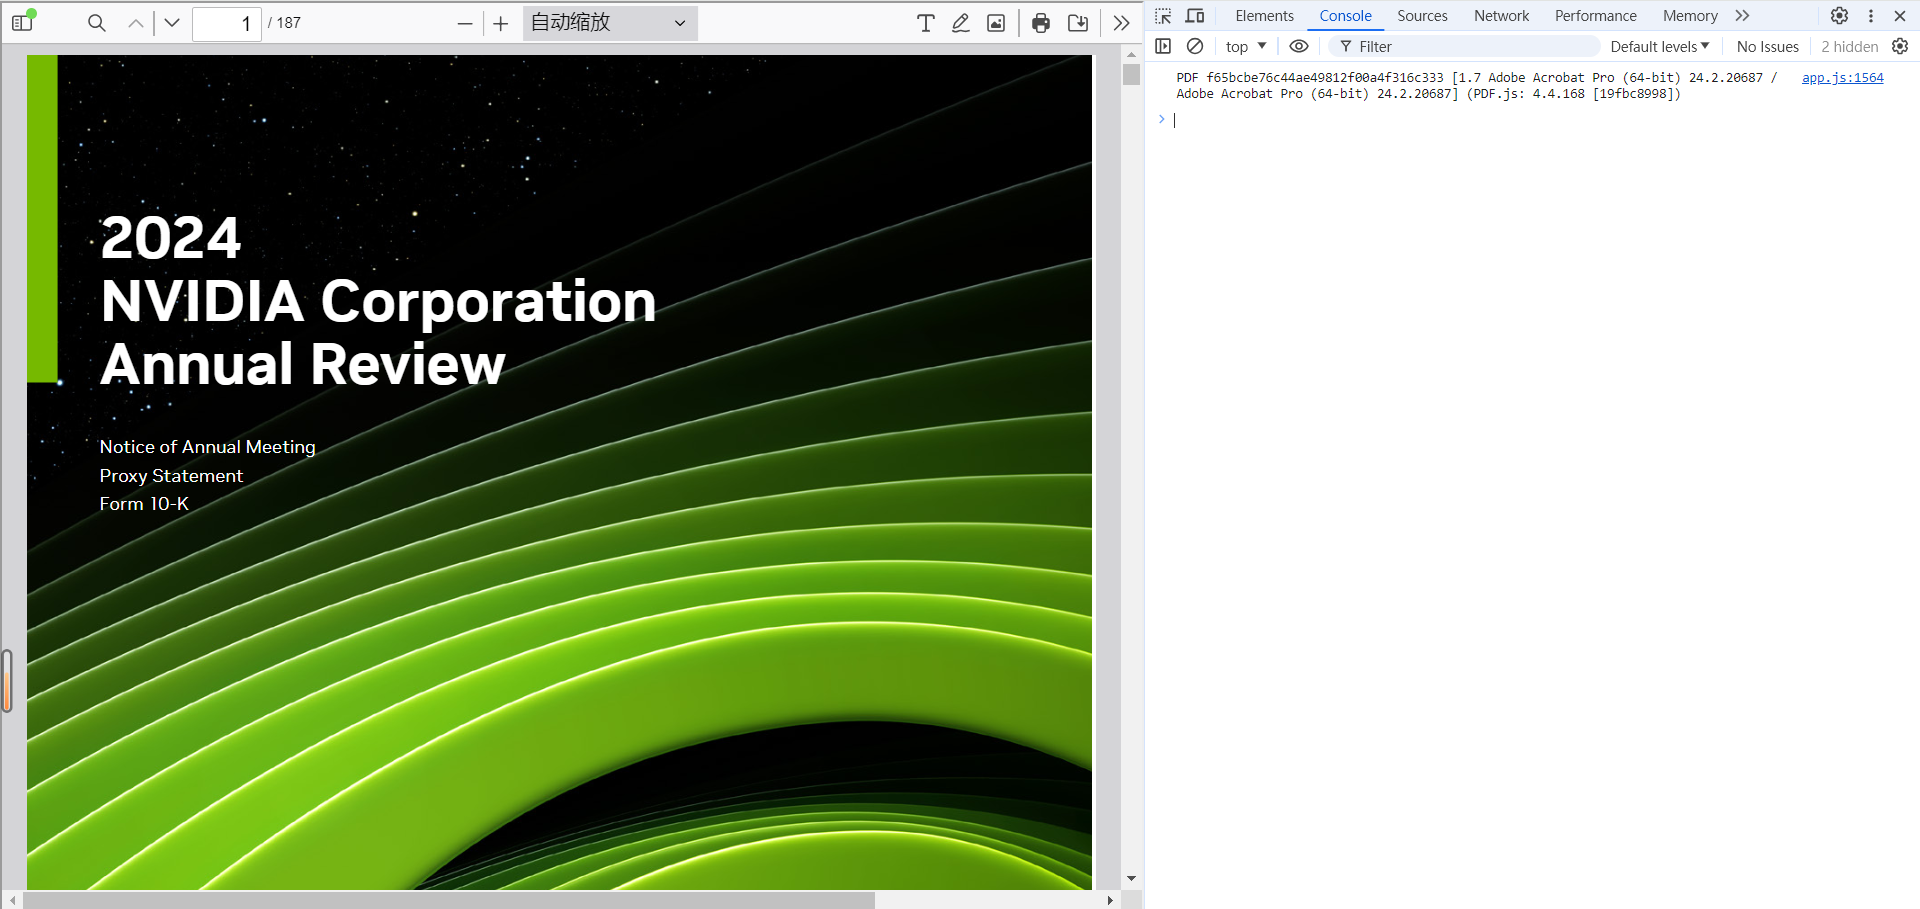 1 / 187
自动缩放
2024
NVIDIA Corporation
Annual Review
Notice of Annual Meeting
Proxy Statement
Form 10-K
Elements Console Sources Network Performance Memory
top Filter Default levels No Issues 2 hidden
PDF f65bcbe76c44ae49812f00a4f316c333 [1.7 Adobe Acrobat Pro (64-bit) 24.2.20687 / app.js:1564
Adobe Acrobat Pro (64-bit) 24.2.20687] (PDF.js: 4.4.168 [19fbc8998])